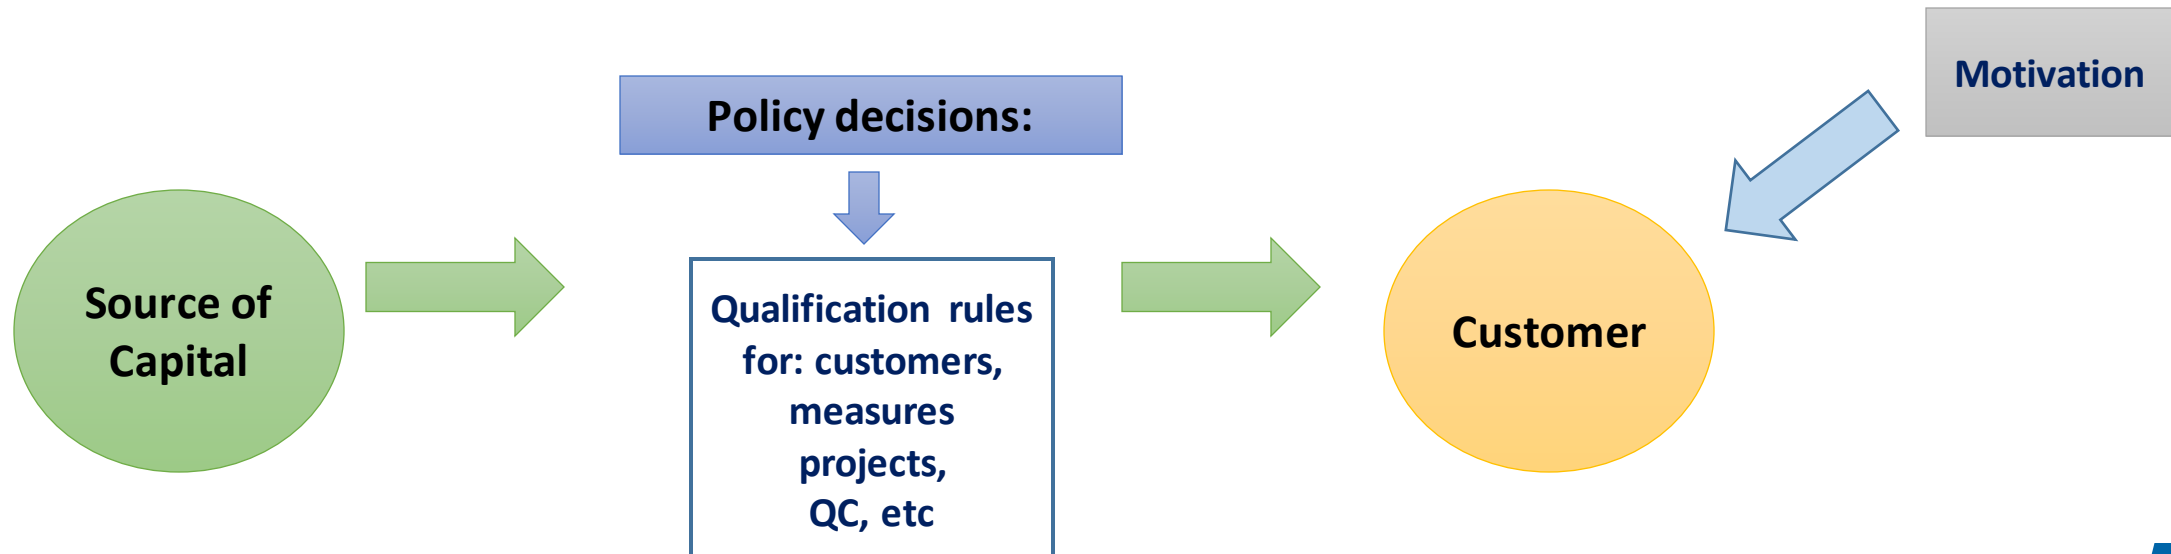 Motivation
Policy decisions:
Source of
Capital
Qualification rules
for: customers,
measures
projects,
QC, etc
Customer